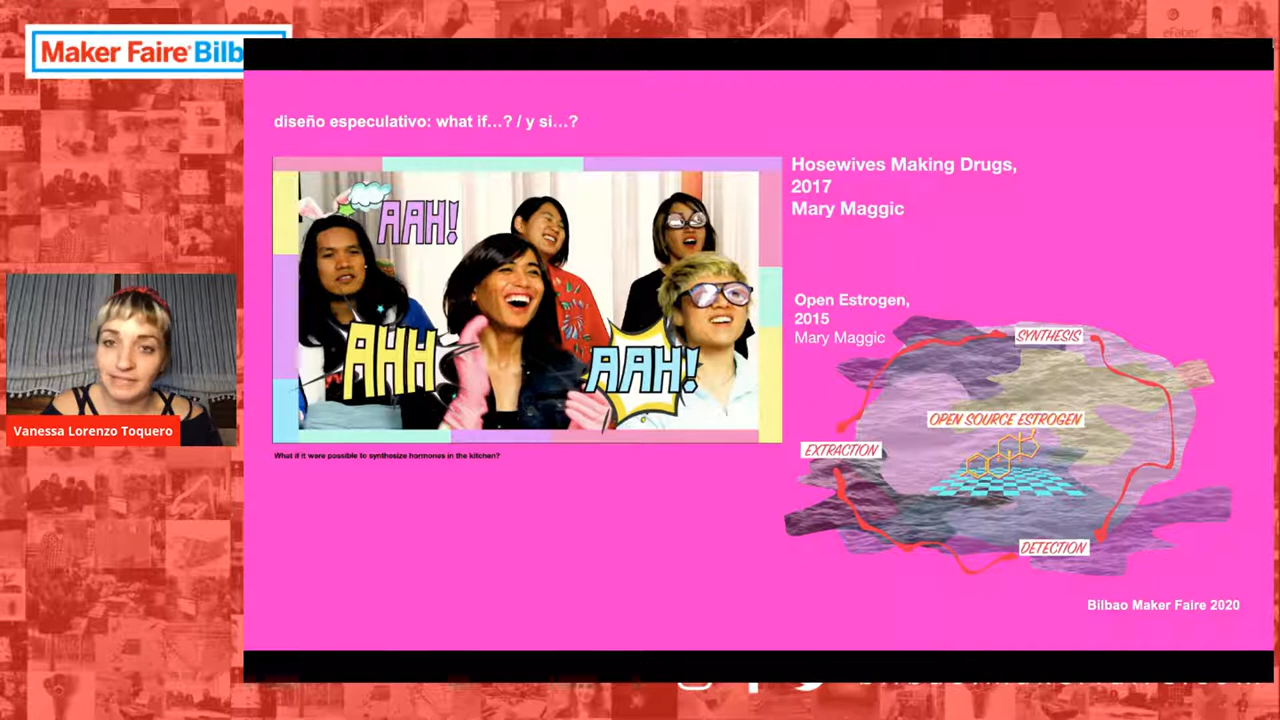 Maker Faire Bilb
eFaber
diseño especulativo: what if...? / y si...?
Hosewives Making Drugs,
2017
Mary Maggic
AAH!
AHH
AAH!
What if it were possible to synthesize hormones in the kitchen?
Open Estrogen,
2015
Mary Maggic
SYNTHESIS
OPEN SOURCE ESTROGEN
EXTRACTION
DETECTION
Vanessa Lorenzo Toquero
Bilbao Maker Faire 2020